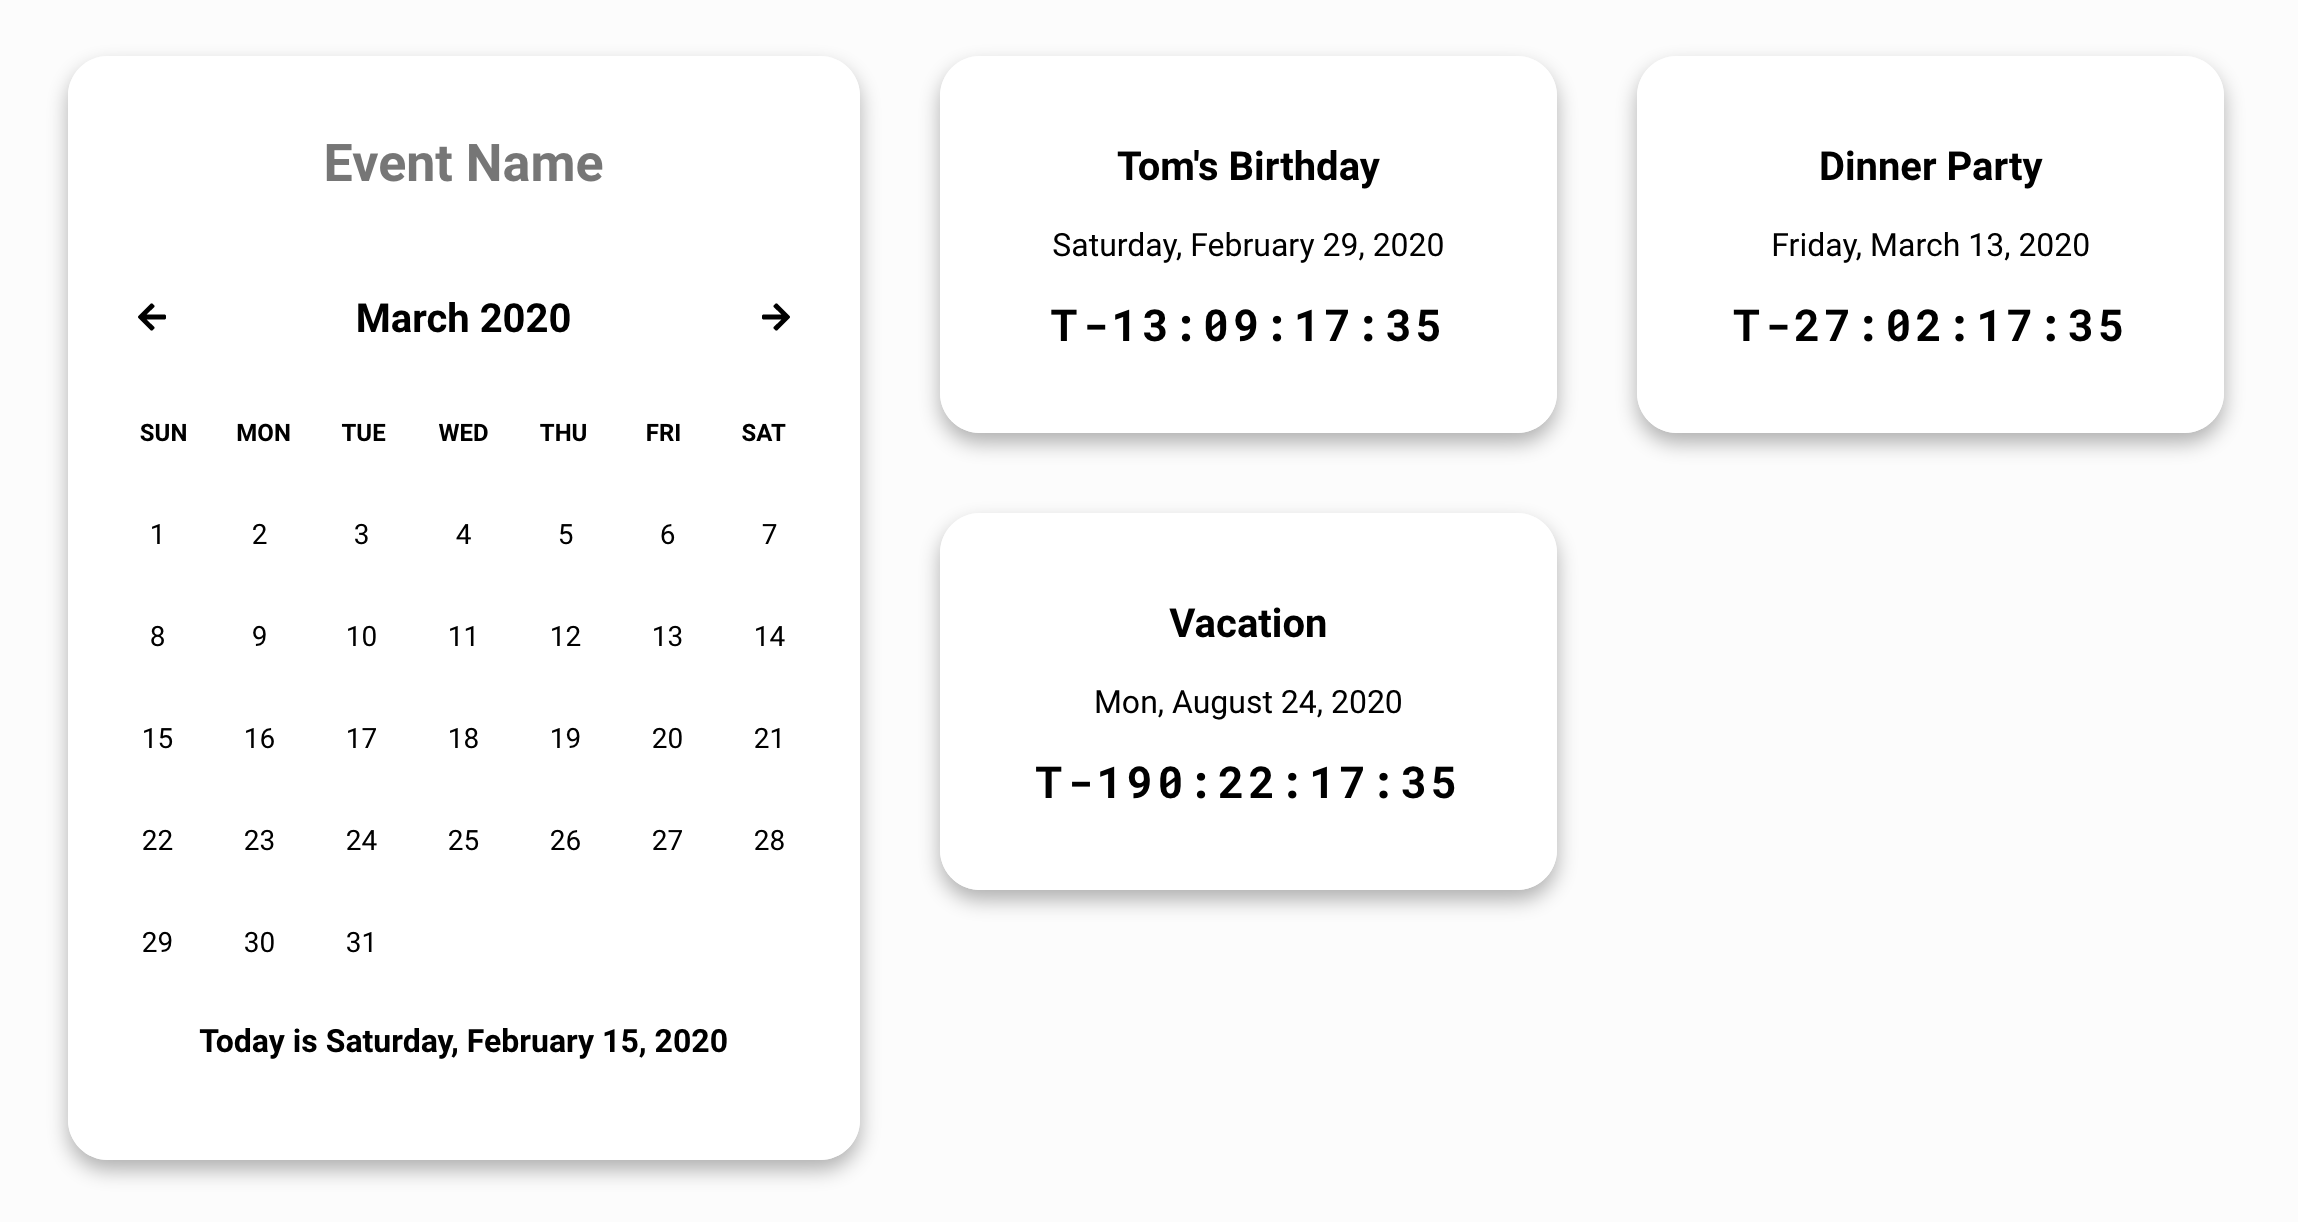 Event Name
March 2020
SUN MON TUE WED THU FRI SAT
1 2 3 4 5 6 7
8 9 10 11 12 13 14
15 16 17 18 19 20 21
22 23 24 25 26 27 28
29 30 31
Today is Saturday, February 15, 2020
Tom's Birthday
Saturday, February 29, 2020
T-13:09:17:35
Dinner Party
Friday, March 13, 2020
T-27:02:17:35
Vacation
Mon, August 24, 2020
T-190:22:17:35